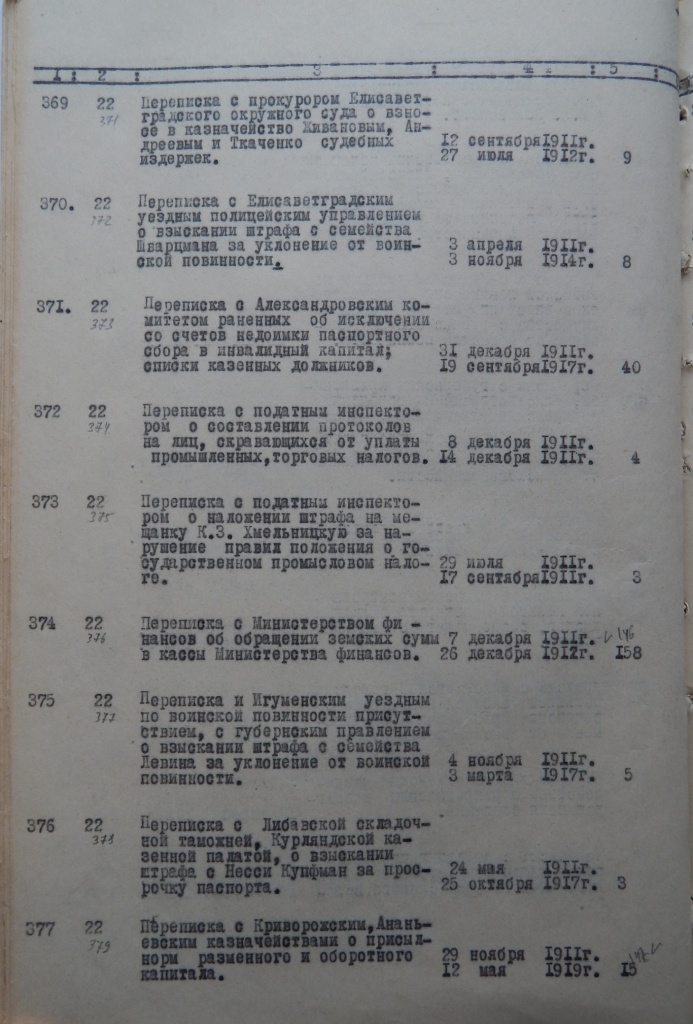 1 : 2 : 3 : 4 : 5 :
369 22 Переписка с прокурором Елисавет-
371 градского окружного суда о взно-
се в казначейство Живановым, Ан-
дреевым и Ткаченко судебных 12 сентября 1911г.
издержек. 27 июля 1912г. 9
370. 22 Переписка с Елисаветградским
372 уездным полицейским управлением
о взыскании штрафа с семейства
Шварцмана за уклонение от воин- 3 апреля 1911г.
ской повинности. 3 ноября 1914г. 8
371. 22 Переписка с Александровским ко-
373 митетом раненных об исключении
со счетов недоимки паспортного
сбора в инвалидный капитал; 31 декабря 1911г.
списки казенных должников. 19 сентября 1917г. 40
372 22 Переписка с податным инспекто-
374 ром о составлении протоколов
на лиц, скравающихся от уплаты 8 декабря 1911г.
промышленных,торговых налогов. 14 декабря 1911г. 4
373 22 Переписка с податным инспекто-
375 ром о наложении штрафа на ме-
щанку К.З. Хмельницкую за на-
рушение правил положения о го-
сударственном промысловом нало- 29 июля 1911г.
ге. 17 сентября 1911г. 3
374 22 Переписка с Министерством фи -
376 нансов об обращении земских сумм 7 декабря 1911г. 146
в кассы Министерства финансов. 26 декабря 1912г. 158
375 22 Переписка и Игуменским уездным
377 по воинской повинности присут-
ствием, с губернским правлением
о взыскании штрафа с семейства
Левина за уклонение от воинской 4 ноября 1911г.
повинности. 3 марта 1917г. 5
376 22 Переписка с Либавской складоч-
378 ной таможней, Курляндской ка-
зенной палатой, о взыскании
штрафа с Несси Купфман за прос- 24 мая 1911г.
рочку паспорта. 25 октября 1917г. 3
377 22 Переписка с Криворожским,Анань-
379 евским казначействами о присыл-
норм разменного и оборотного 29 ноября 1911г.
капитала. 12 мая 1919г. 15